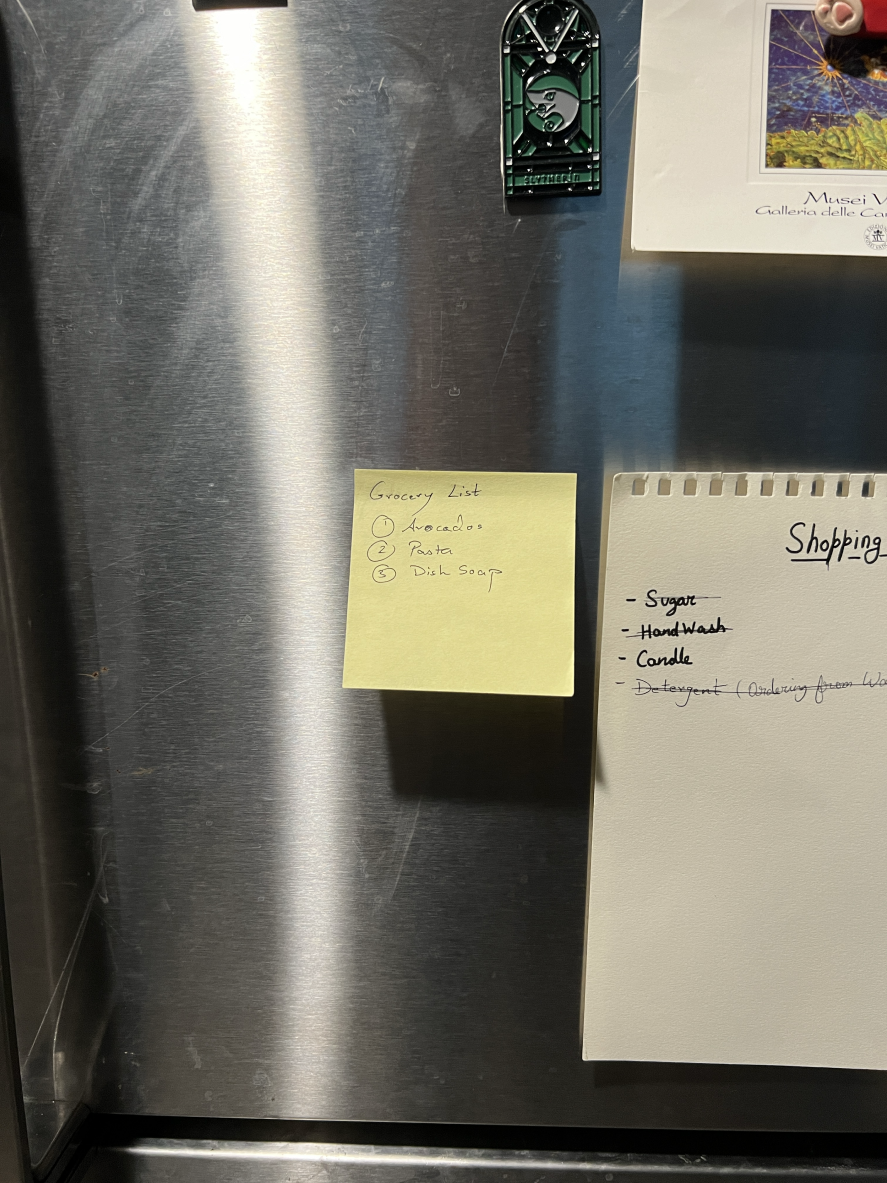 SLYTHERIN
Musei V
Galleria delle Ca
Grocery List
1 Avocados
2 Pasta
3 Dish Soap
Shopping
- Sugar
- Hand Wash
- Candle
- Detergent (Ordering from Wa